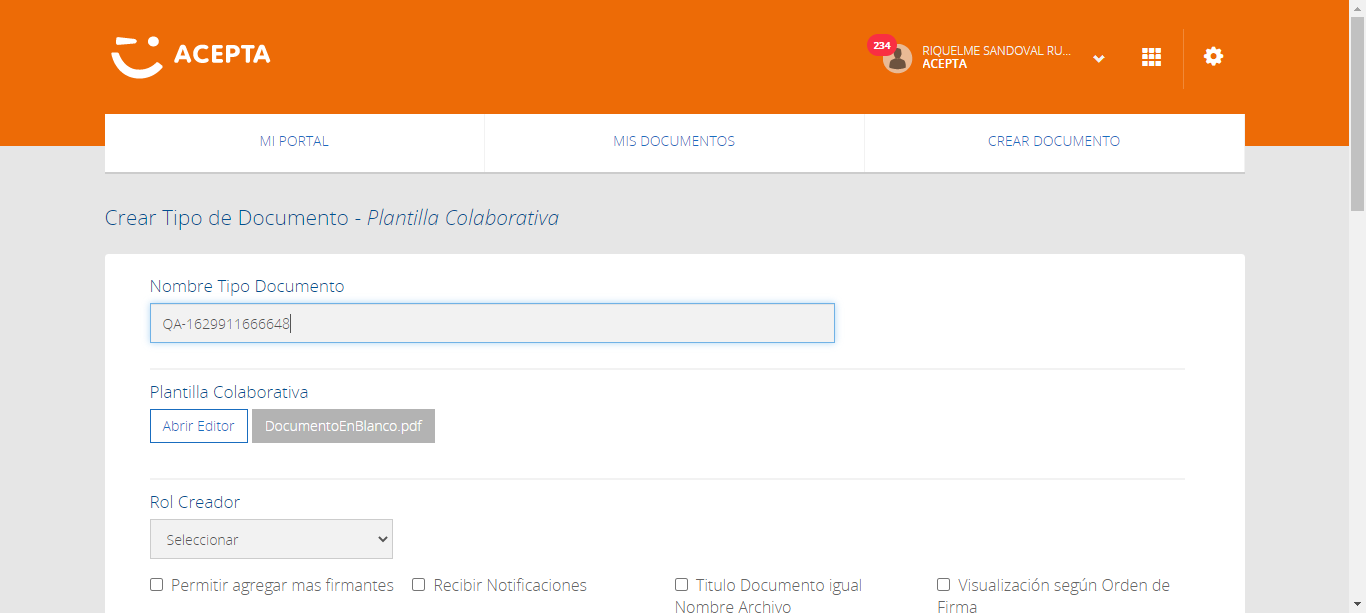 ACEPTA
234
RIQUELME SANDOVAL RU...
ACEPTA
MI PORTAL
MIS DOCUMENTOS
CREAR DOCUMENTO
Crear Tipo de Documento - Plantilla Colaborativa
Nombre Tipo Documento
QA-1629911666648
Plantilla Colaborativa
Abrir Editor
DocumentoEnBlanco.pdf
Rol Creador
Seleccionar
Permitir agregar mas firmantes
Recibir Notificaciones
Titulo Documento igual
Nombre Archivo
Visualización según Orden de
Firma